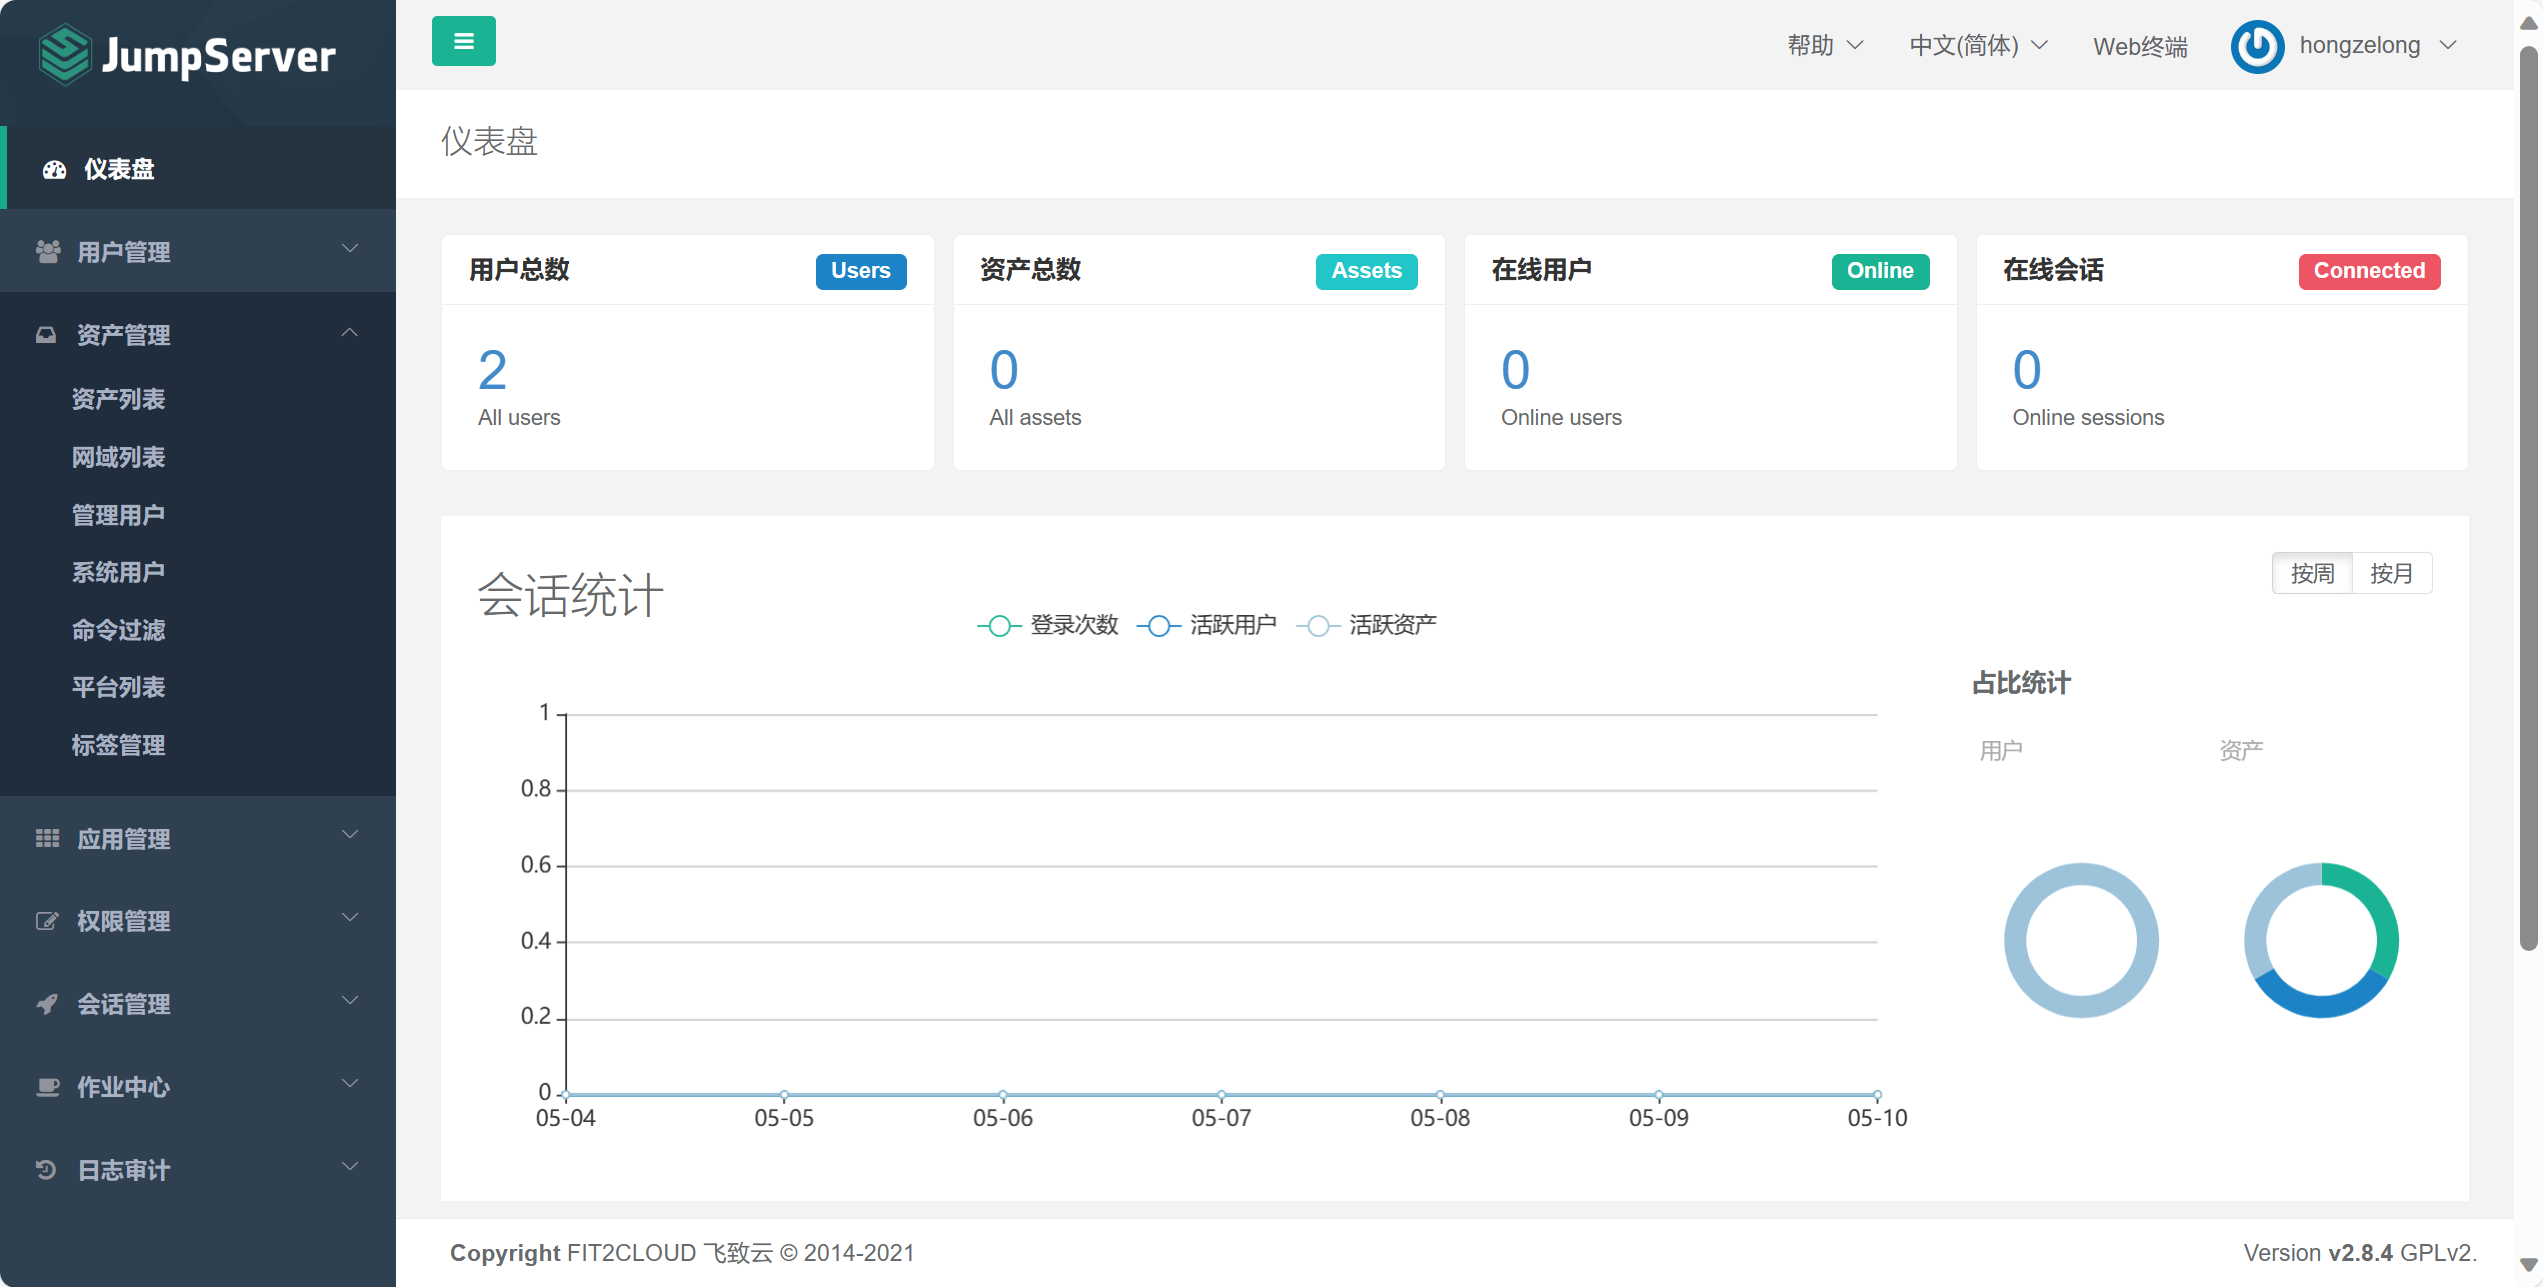 JumpServer
帮助
中文(简体)
Web终端
hongzelong
仪表盘
用户管理
资产管理
资产列表
网域列表
管理用户
系统用户
命令过滤
平台列表
标签管理
应用管理
权限管理
会话管理
作业中心
日志审计
仪表盘
用户总数 Users
2
All users
资产总数 Assets
0
All assets
在线用户 Online
0
Online users
在线会话 Connected
0
Online sessions
会话统计
按周 按月
登录次数 活跃用户 活跃资产
1
0.8
0.6
0.4
0.2
0
05-04 05-05 05-06 05-07 05-08 05-09 05-10
占比统计
用户 资产
Copyright FIT2CLOUD 飞致云 © 2014-2021
Version v2.8.4 GPLv2.